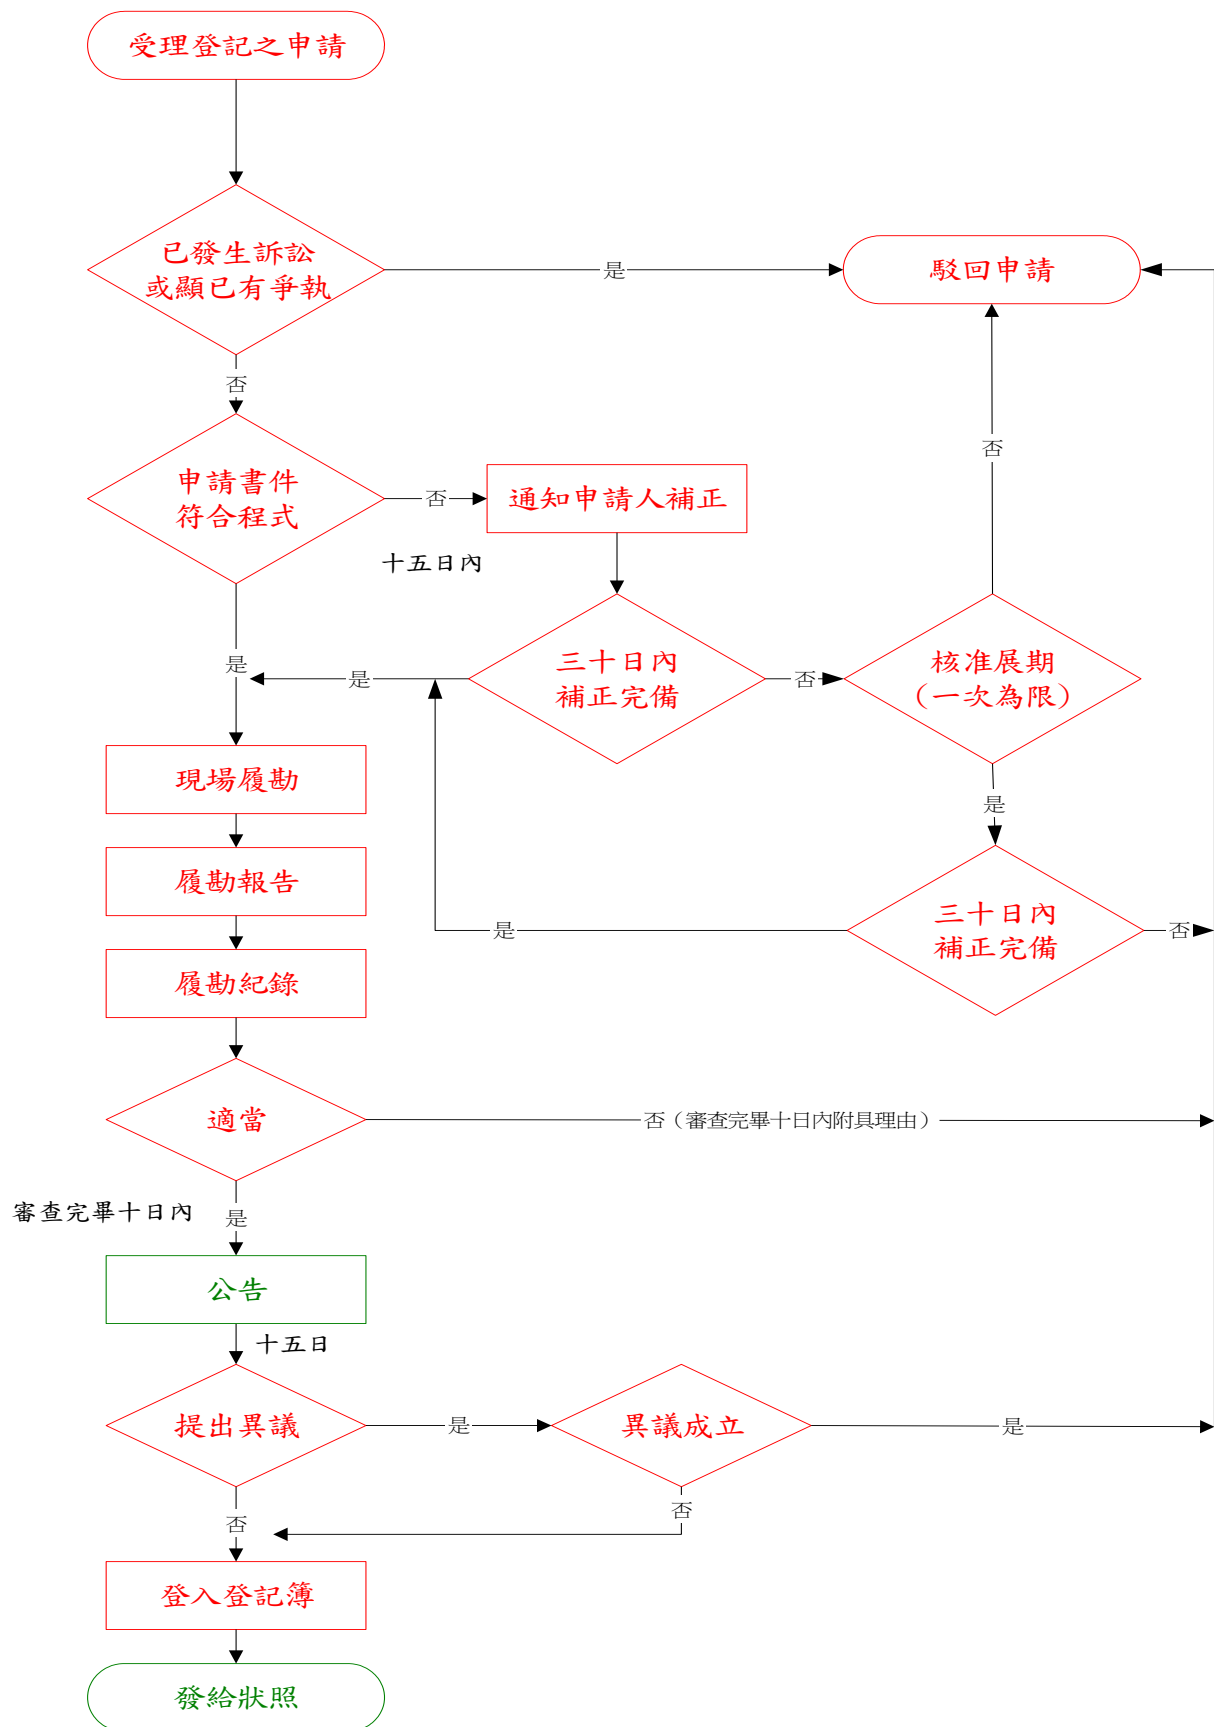 受理登記之申請
已發生訴訟
或顯已有爭執
是
駁回申請
否
否
申請書件
符合程式
否
通知申請人補正
十五日內
是
是
三十日內
補正完備
否
核准展期
(一次為限)
現場履勘
是
履勘報告
三十日內
補正完備
是
否
履勘紀錄
適當
否（審查完畢十日內附具理由）
審查完畢十日內
是
公告
十五日
提出異議
是
異議成立
是
否
否
登入登記簿
發給狀照